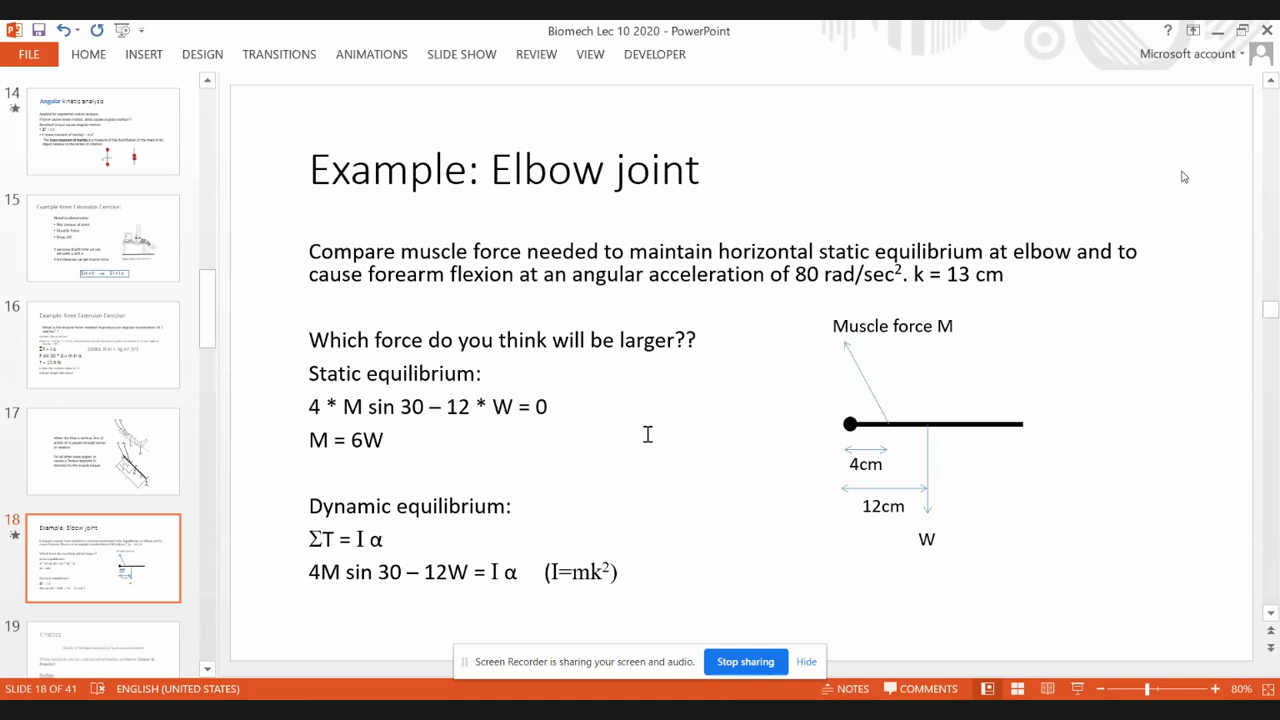 Biomech Lec 10 2020 - PowerPoint
FILE HOME INSERT DESIGN TRANSITIONS ANIMATIONS SLIDE SHOW REVIEW VIEW DEVELOPER Microsoft account
14
Angular kinetic analysis
15
Example Knee Extension Exercise:
16
Example: Knee Extension Exercise:
17
18
Example: Elbow joint
19
Kinetics
Example: Elbow joint
Compare muscle force needed to maintain horizontal static equilibrium at elbow and to
cause forearm flexion at an angular acceleration of 80 rad/sec². k = 13 cm
Which force do you think will be larger??
Static equilibrium:
4 * M sin 30 – 12 * W = 0
M = 6W
Dynamic equilibrium:
ΣT = I α
4M sin 30 – 12W = I α (I=mk²)
Muscle force M
4cm
12cm
W
Screen Recorder is sharing your screen and audio. Stop sharing Hide
SLIDE 18 OF 41 ENGLISH (UNITED STATES) NOTES COMMENTS 80%